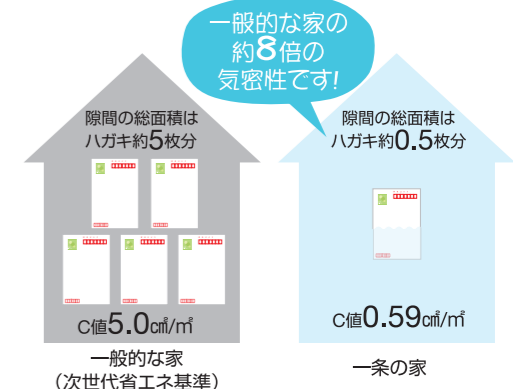 一般的な家の
約8倍の
気密性です!
隙間の総面積は
ハガキ約5枚分
C値5.0c㎡/㎡
一般的な家
(次世代省エネ基準)
隙間の総面積は
ハガキ約0.5枚分
C値0.59c㎡/㎡
一条の家